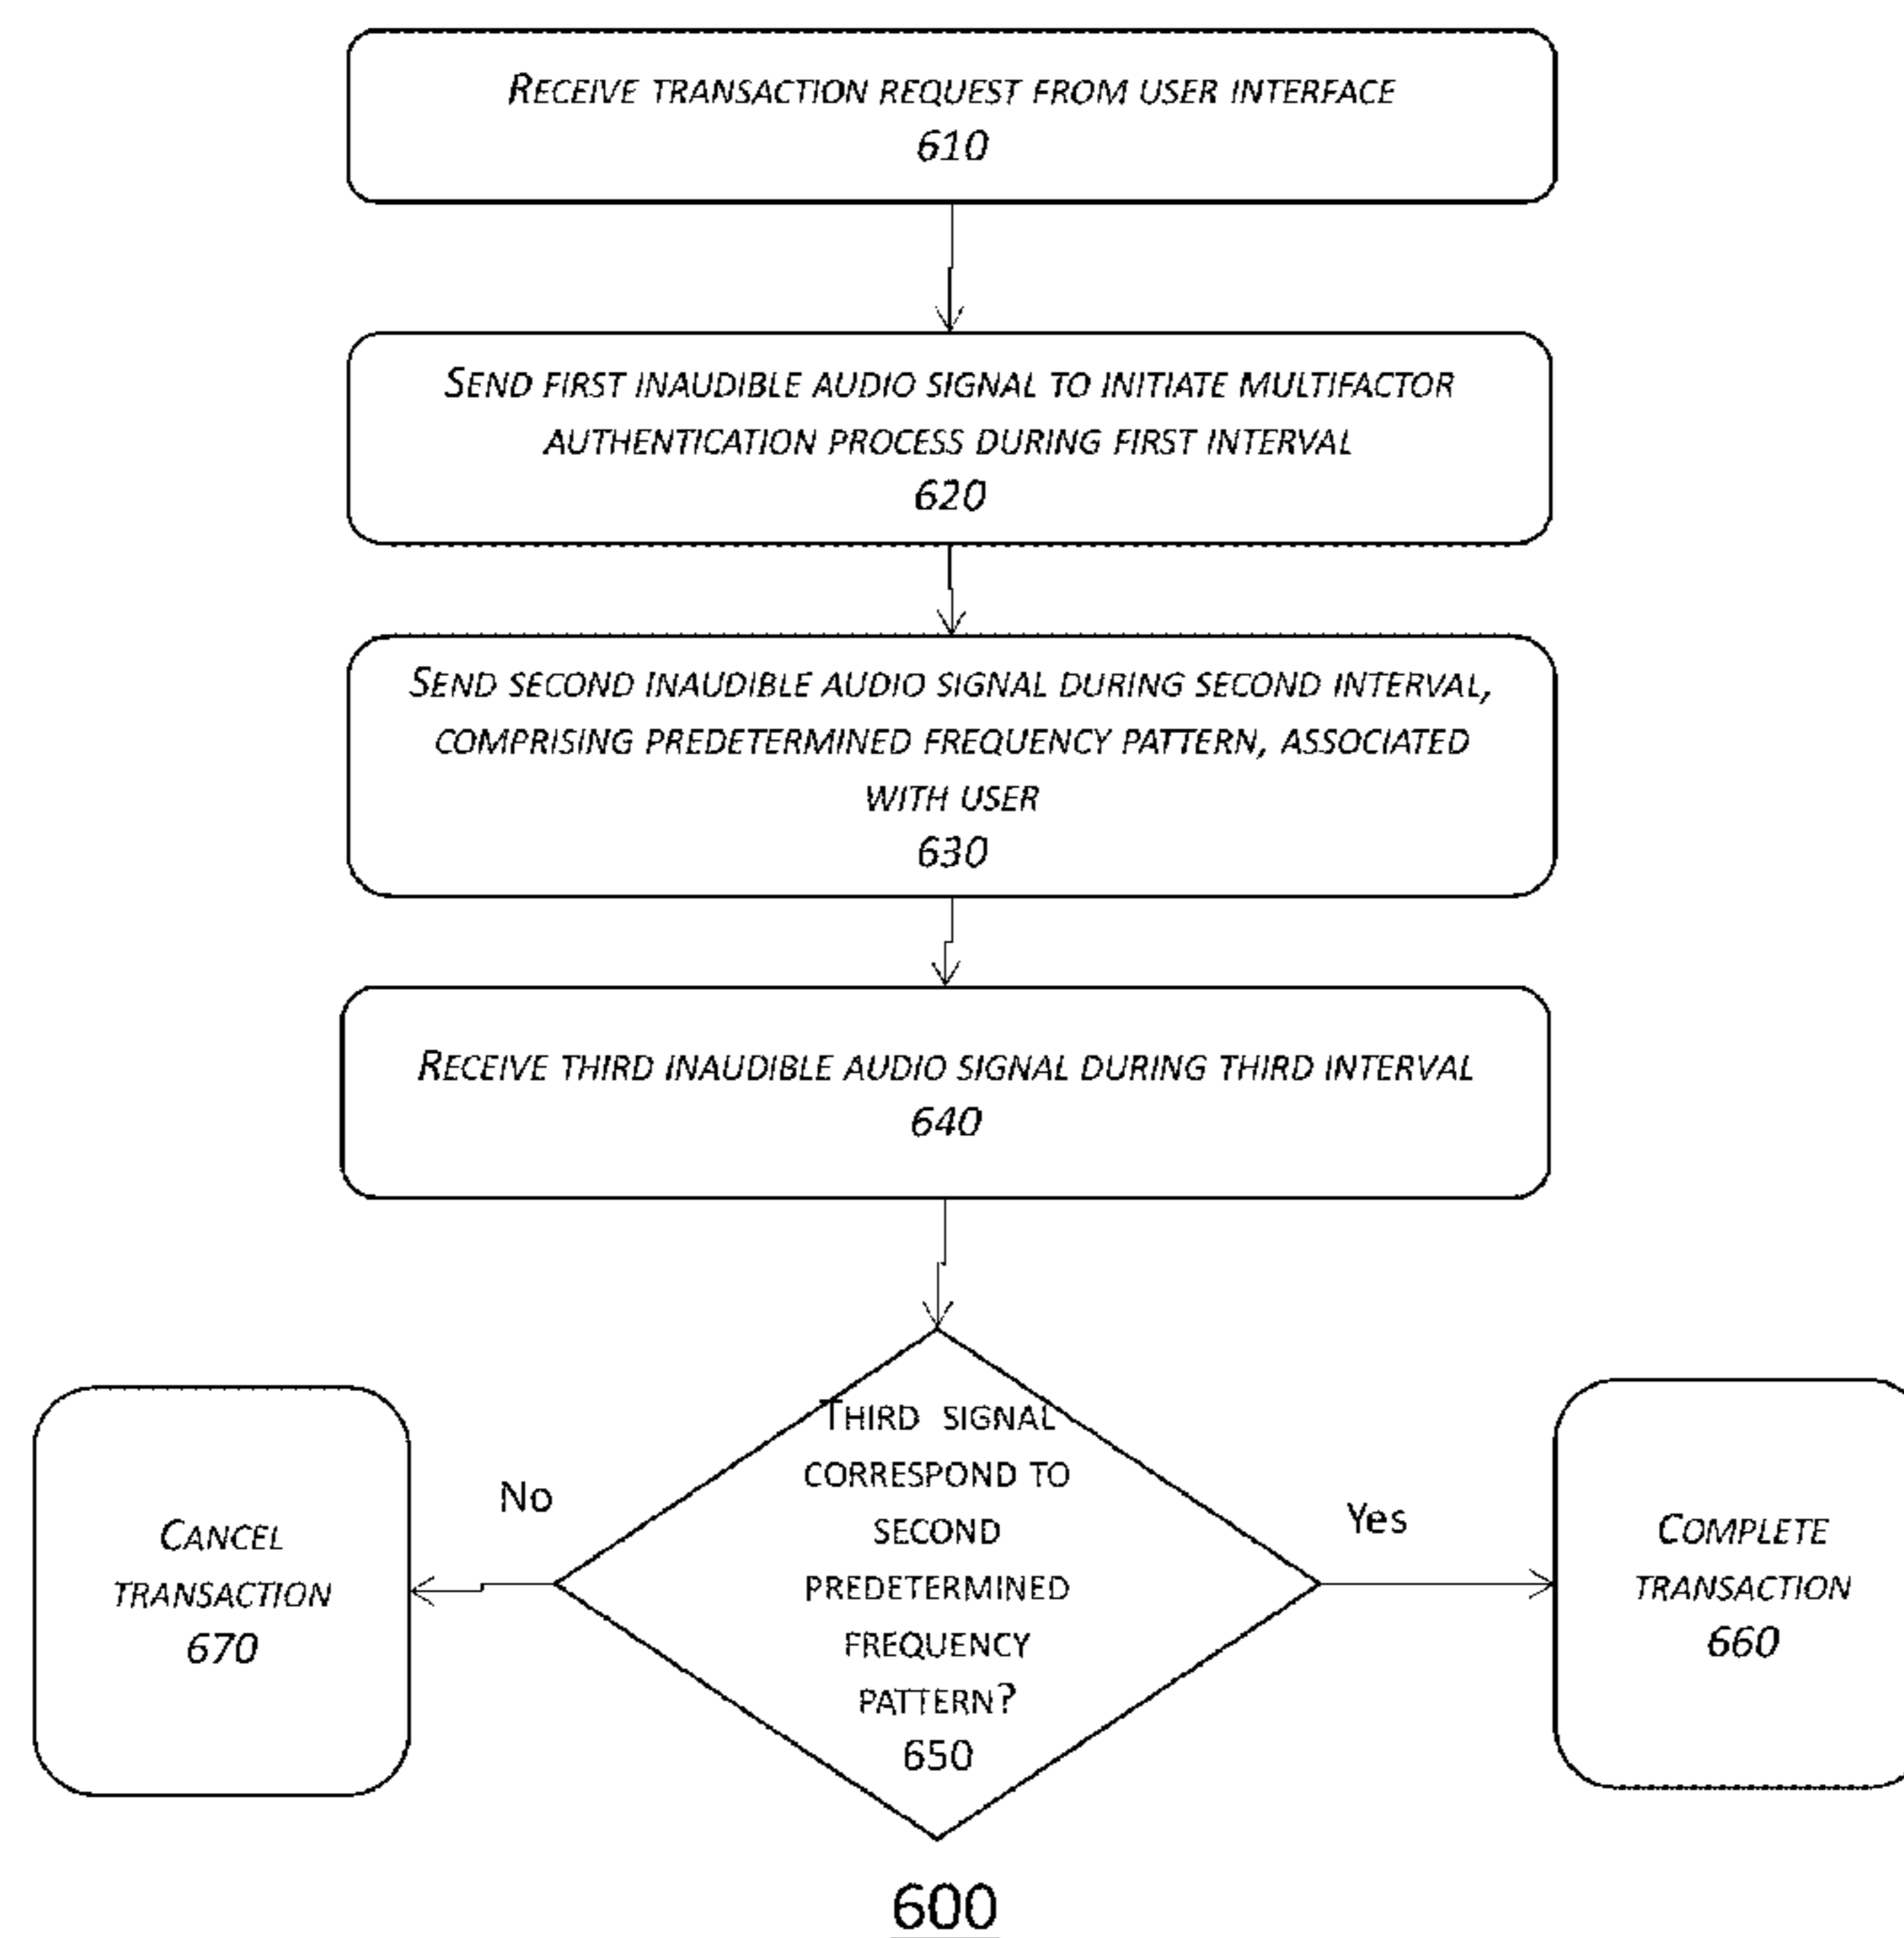 RECEIVE TRANSACTION REQUEST FROM USER INTERFACE
610
SEND FIRST INAUDIBLE AUDIO SIGNAL TO INITIATE MULTIFACTOR
AUTHENTICATION PROCESS DURING FIRST INTERVAL
620
SEND SECOND INAUDIBLE AUDIO SIGNAL DURING SECOND INTERVAL,
COMPRISING PREDETERMINED FREQUENCY PATTERN, ASSOCIATED
WITH USER
630
RECEIVE THIRD INAUDIBLE AUDIO SIGNAL DURING THIRD INTERVAL
640
THIRD SIGNAL
CORRESPOND TO
SECOND
PREDETERMINED
FREQUENCY
PATTERN?
650
No
CANCEL
TRANSACTION
670
Yes
COMPLETE
TRANSACTION
660
600